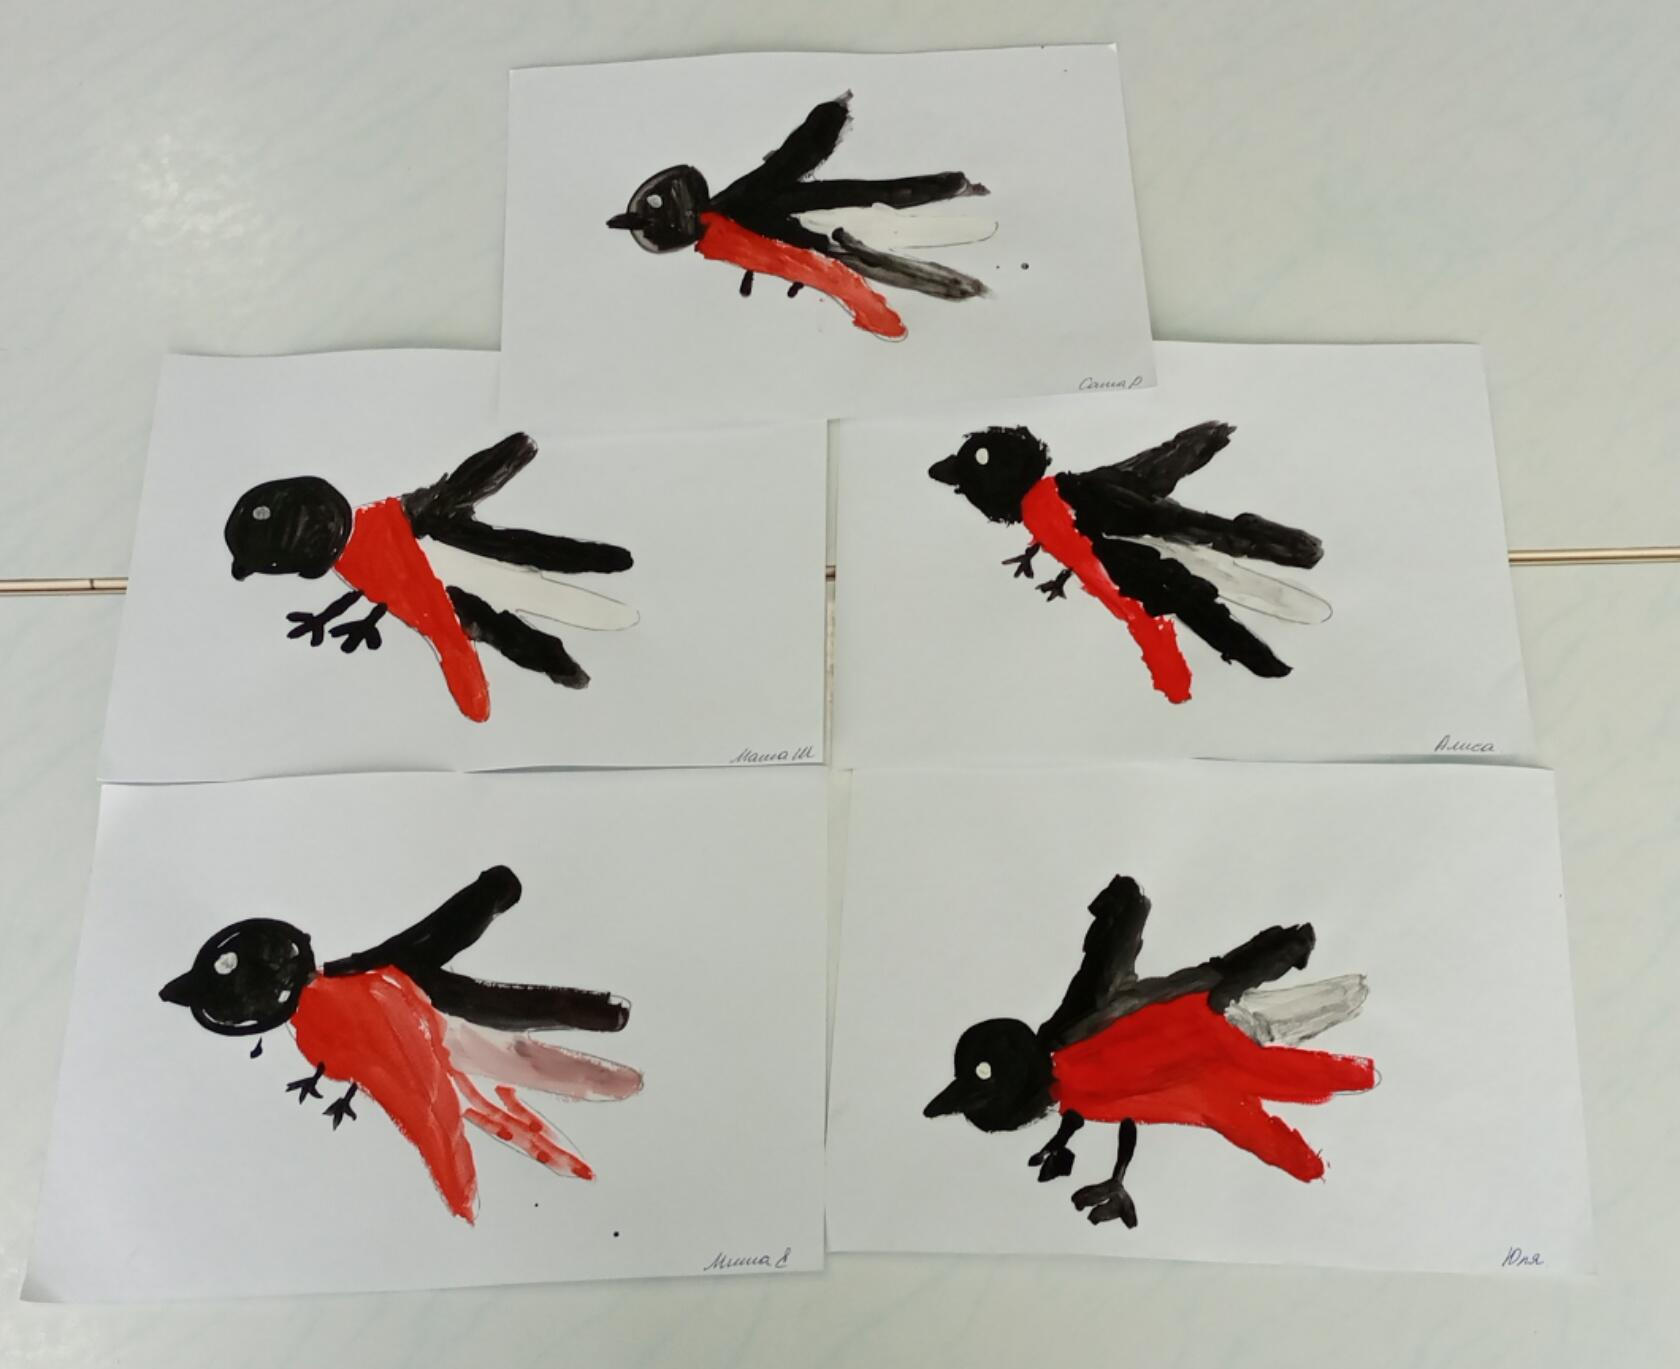 Саша Р
Маша Ш
Алиса
Миша Е
Юля